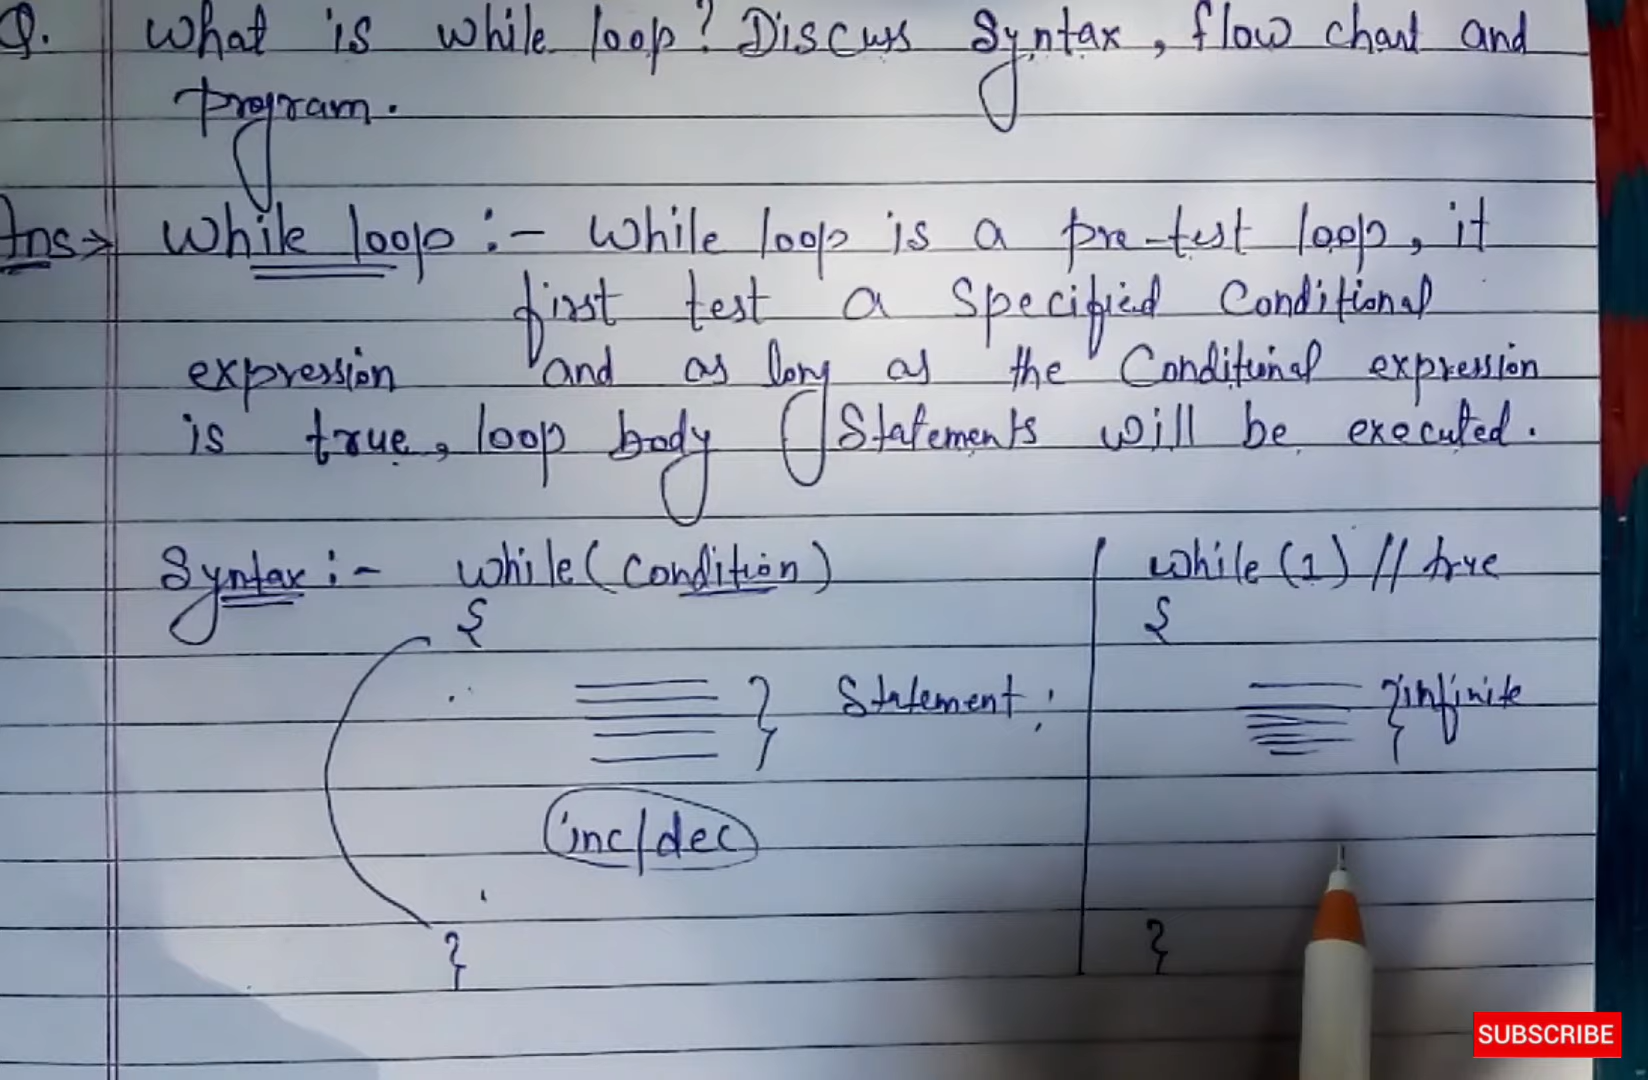 Q. What is while loop? Discuss Syntax, flow chart and
program.
Ans⇒ While loop :- While loop is a pre-test loop, it
first test a specified Conditional
expression and as long as the Conditional expression
is true, loop body Statements will be executed.
Syntax :- while(condition)
{
} Statement;
inc/dec
}
while (1) // true
{
} infinite
}
SUBSCRIBE